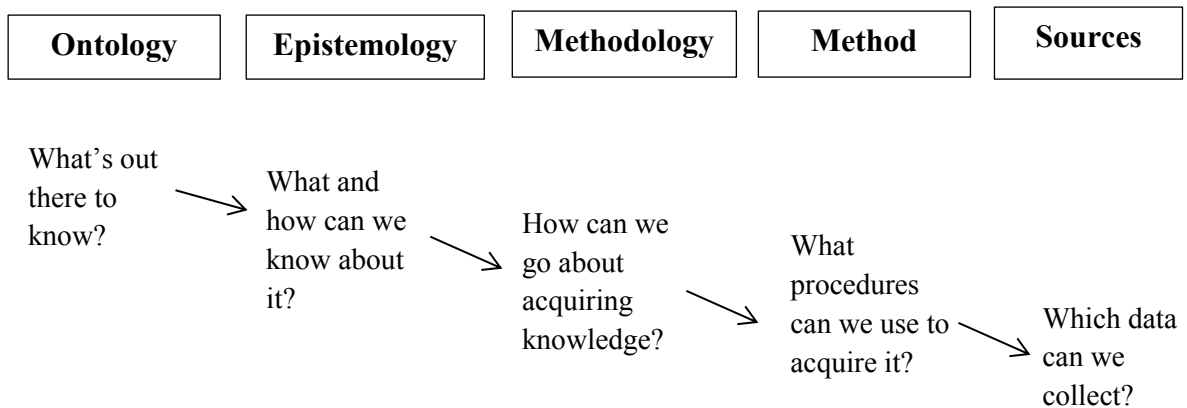 Ontology
Epistemology
Methodology
Method
Sources
What’s out
there to
know?
What and
how can we
know about
it?
How can we
go about
acquiring
knowledge?
What
procedures
can we use to
acquire it?
Which data
can we
collect?